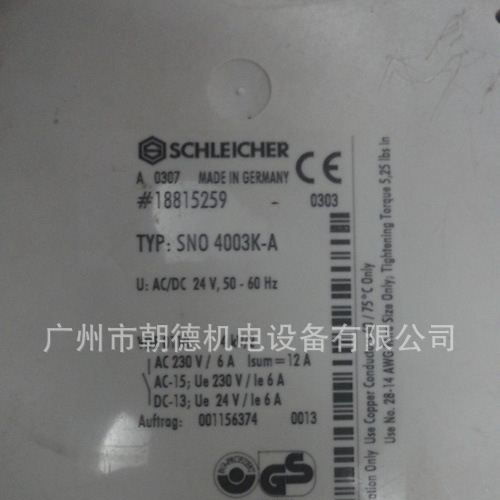 SCHLEICHER
A 0307 MADE IN GERMANY
#18815259 - 0303
TYP: SNO 4003K-A
U: AC/DC 24 V, 50 - 60 Hz
广州市朝德机电设备有限公司
AC 230 V / 6 A Isum = 12 A
AC-15; Ue 230 V / Ie 6 A
DC-13; Ue 24 V / Ie 6 A
Auftrag: 001156374 0013
GS
Use Copper Conductors / 75°C Only
Use No. 28-14 AWG Size Only; Tightening Torque 5,25 lbs in